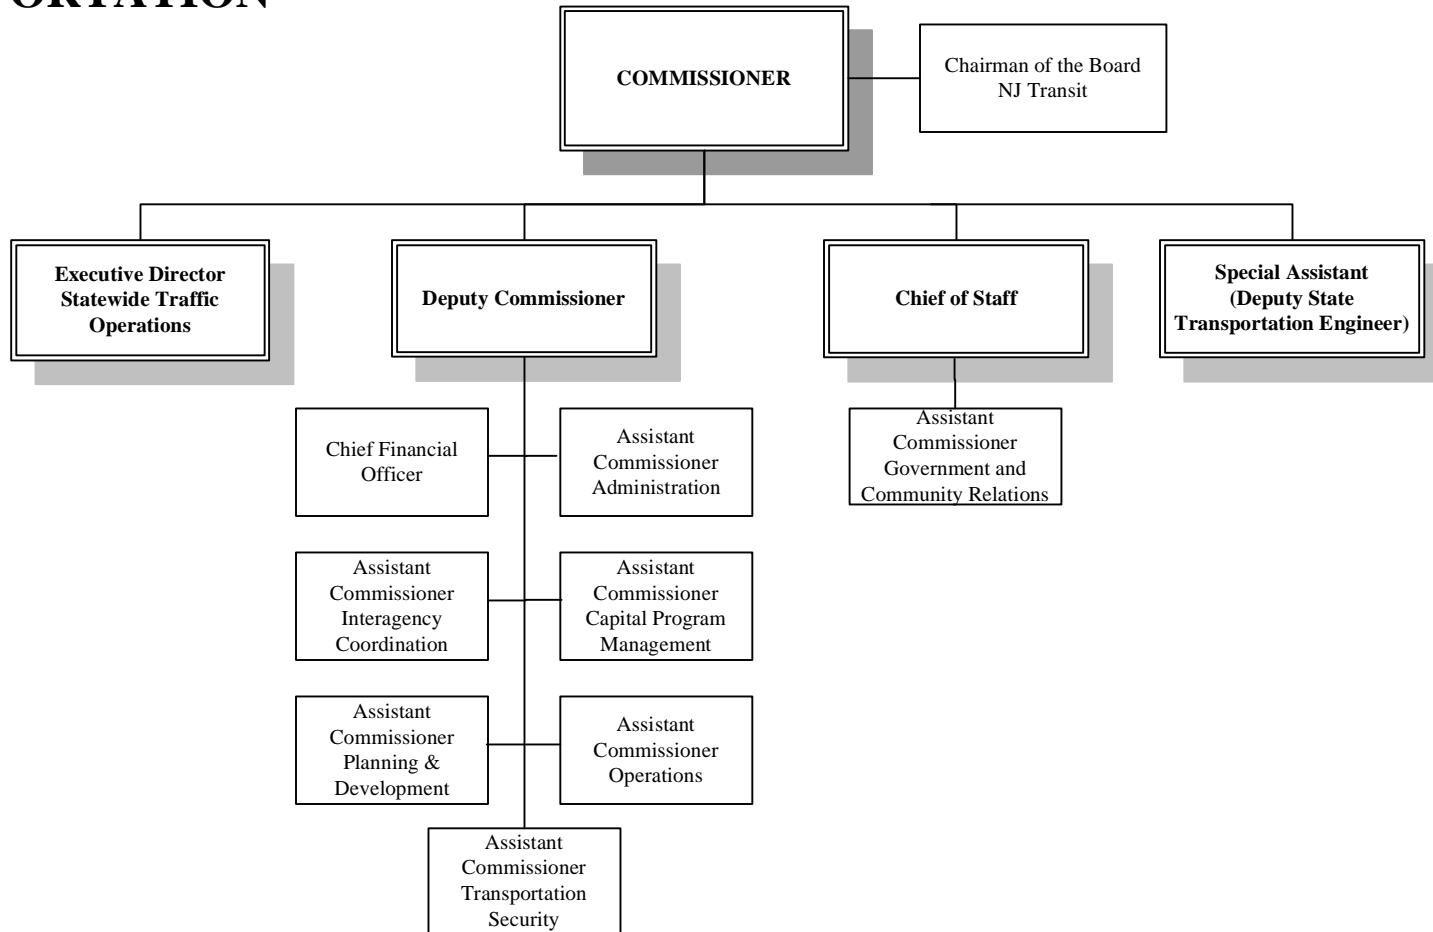 ORTATION
COMMISSIONER
Chairman of the Board
NJ Transit
Executive Director
Statewide Traffic
Operations
Deputy Commissioner
Chief of Staff
Special Assistant
(Deputy State
Transportation Engineer)
Chief Financial
Officer
Assistant
Commissioner
Administration
Assistant
Commissioner
Government and
Community Relations
Assistant
Commissioner
Interagency
Coordination
Assistant
Commissioner
Capital Program
Management
Assistant
Commissioner
Planning &
Development
Assistant
Commissioner
Operations
Assistant
Commissioner
Transportation
Security